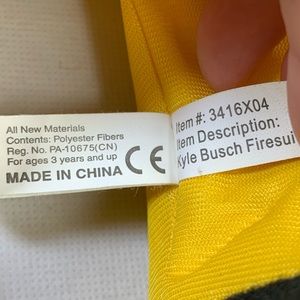 All New Materials
Contents: Polyester Fibers
Reg. No. PA-10675(CN)
For ages 3 years and up
CE
MADE IN CHINA
Item #: 3416X04
Item Description:
Kyle Busch Firesui